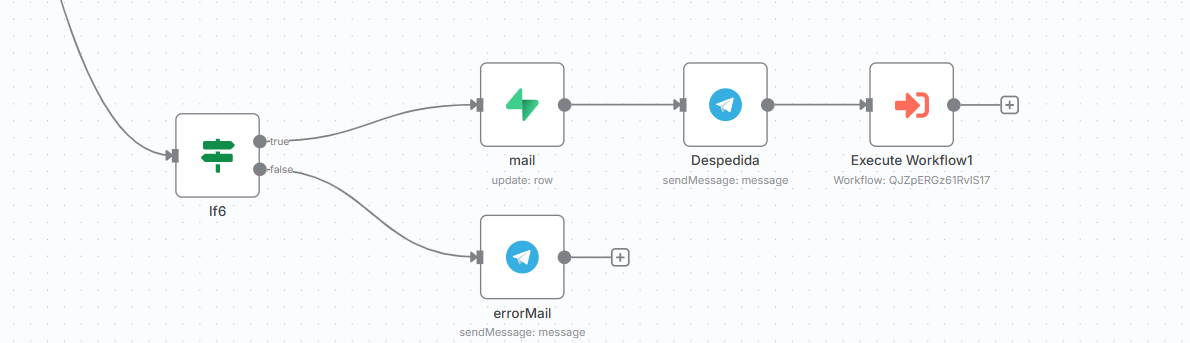 true
false
If6
mail
update: row
Despedida
sendMessage: message
Execute Workflow1
Workflow: QJZpERGz61RvIS17
errorMail
sendMessage: message